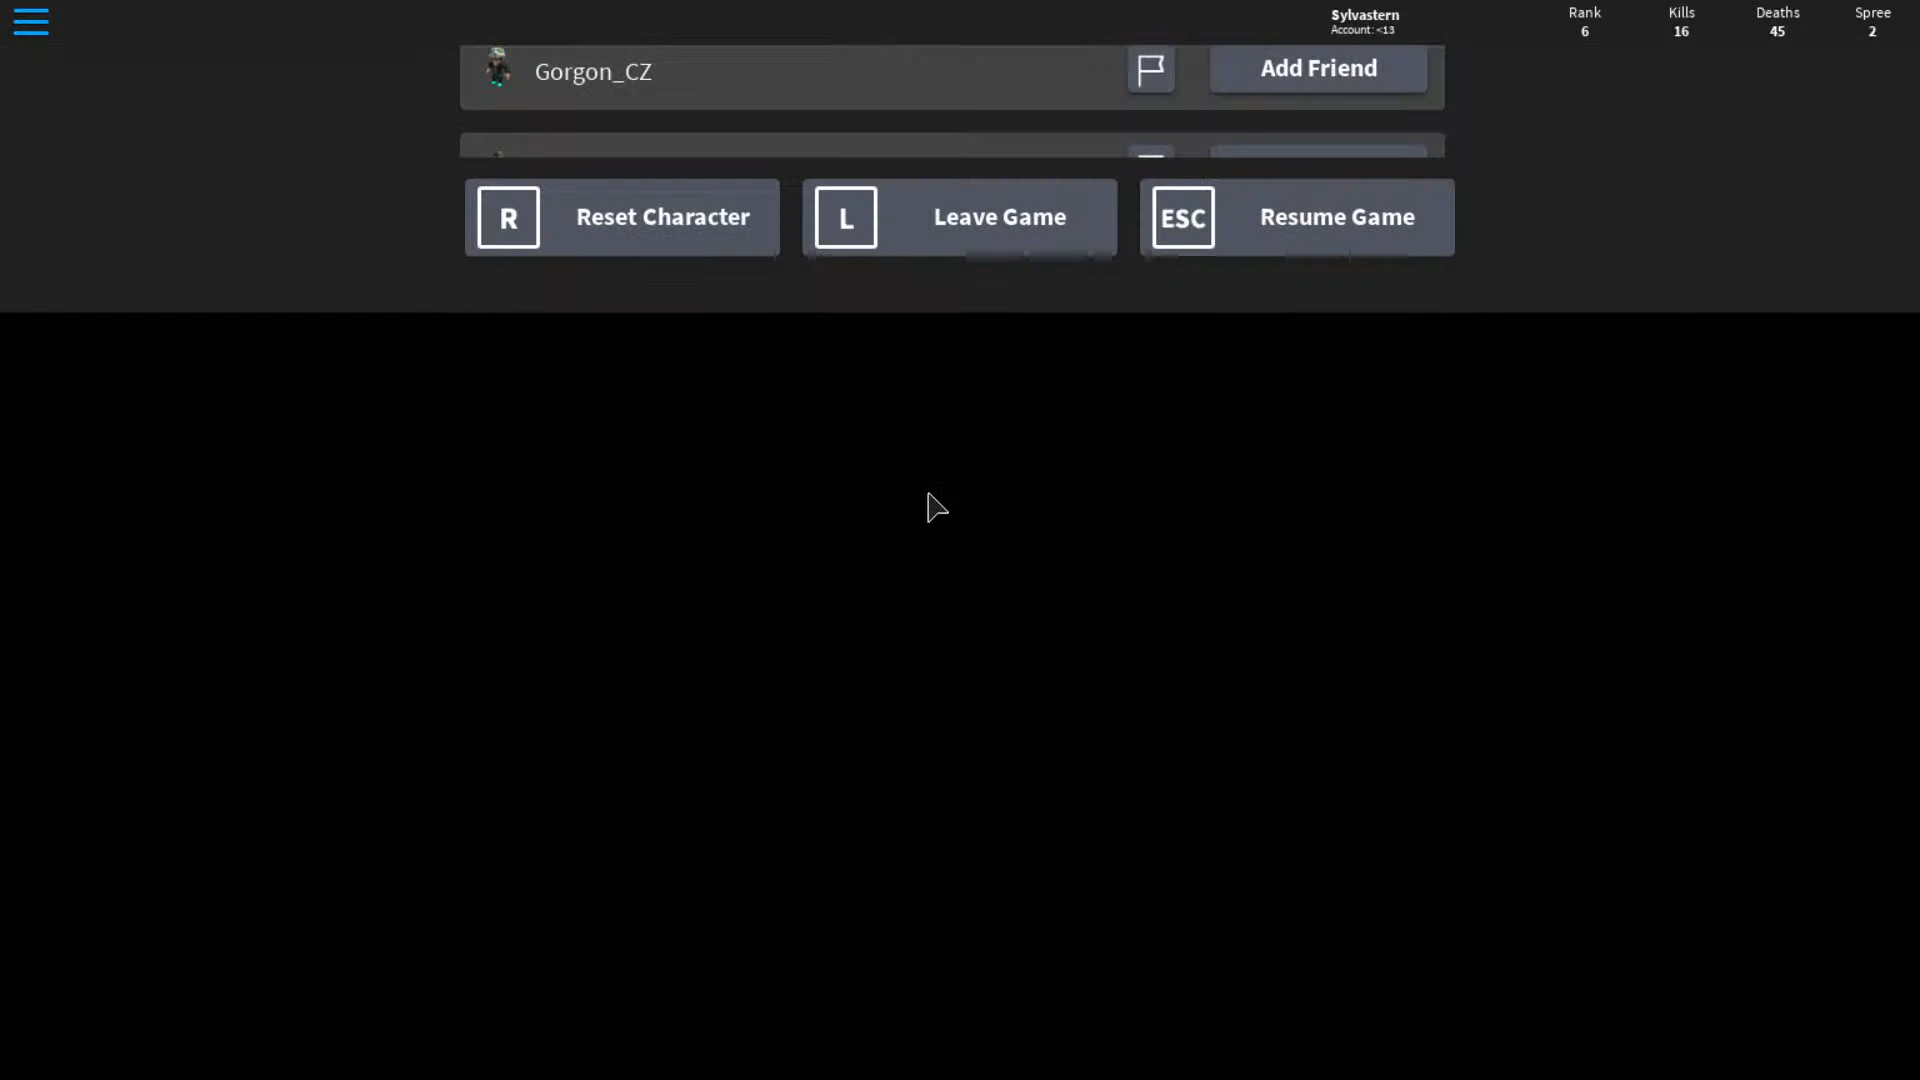 Sylvastern
Account: <13
Rank
6
Kills
16
Deaths
45
Spree
2
Gorgon_CZ
Add Friend
R
Reset Character
L
Leave Game
ESC
Resume Game